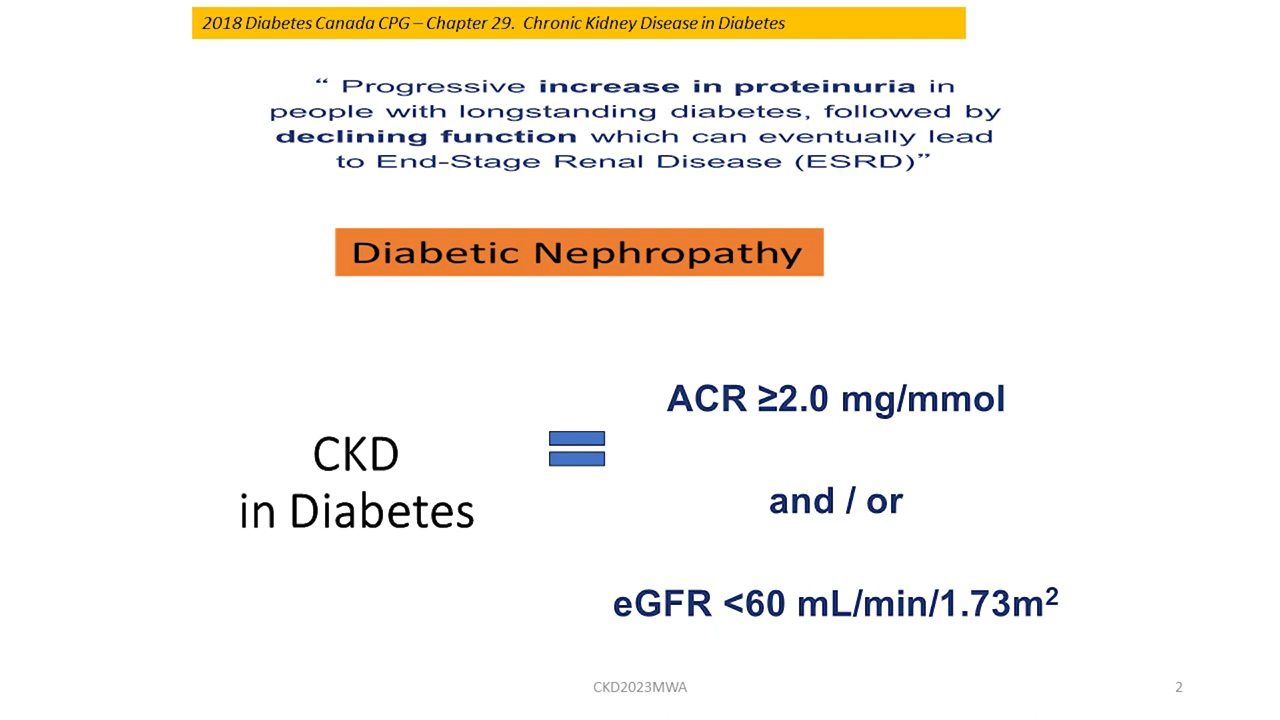 2018 Diabetes Canada CPG – Chapter 29. Chronic Kidney Disease in Diabetes
“ Progressive increase in proteinuria in
people with longstanding diabetes, followed by
declining function which can eventually lead
to End-Stage Renal Disease (ESRD)”
Diabetic Nephropathy
CKD
in Diabetes
ACR ≥2.0 mg/mmol
and / or
eGFR <60 mL/min/1.73m²
CKD2023MWA
2